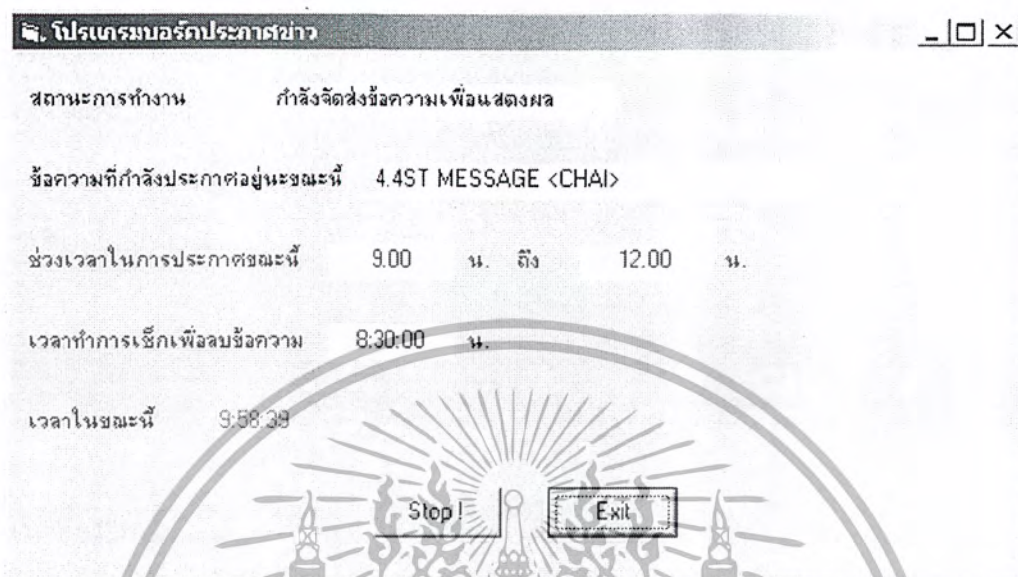 โปรแกรมบอร์ดประกาศข่าว
สถานะการทำงาน กำลังจัดส่งข้อความเพื่อแสดงผล
ข้อความที่กำลังประกาศอยู่นะขณะนี้ 4.4ST MESSAGE <CHAI>
ช่วงเวลาในการประกาศขณะนี้ 9.00 น. ถึง 12.00 น.
เวลาทำการเช็กเพื่อลบข้อความ 8:30:00 น.
เวลาในขณะนี้ 9:58:39
Stop ! Exit